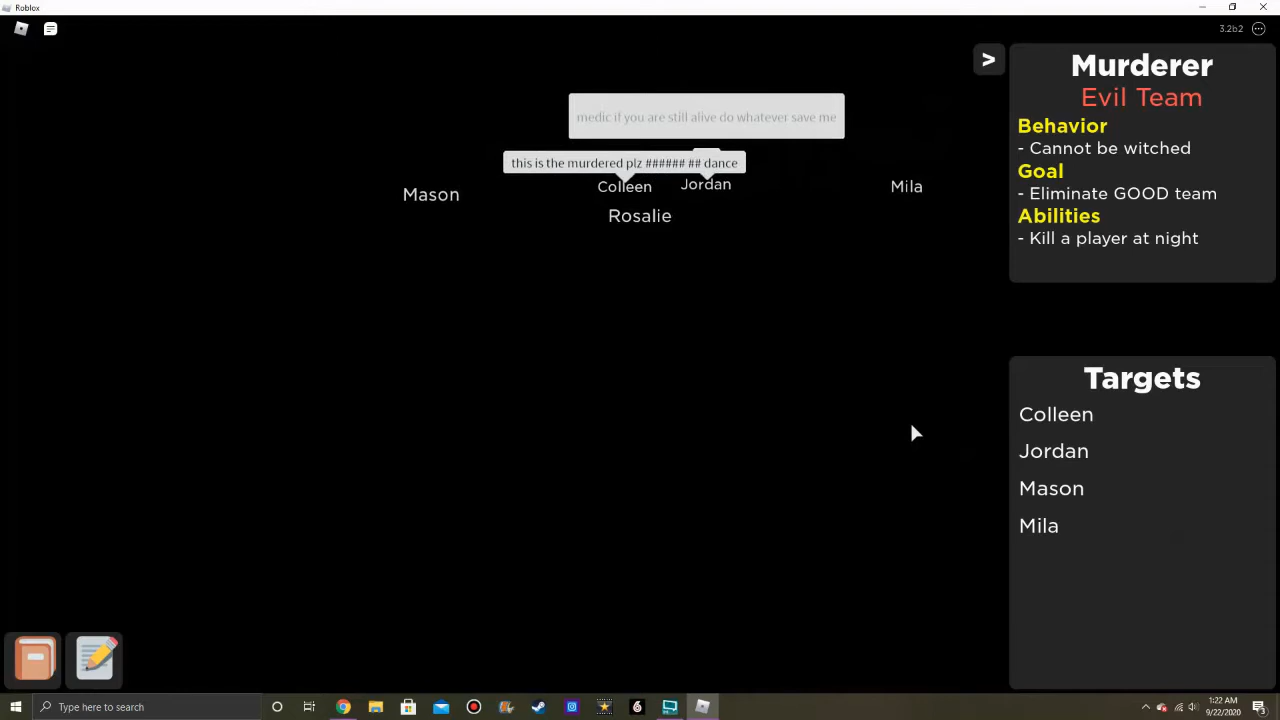 Roblox
3.2b2
>
Murderer
Evil Team
Behavior
- Cannot be witched
Goal
- Eliminate GOOD team
Abilities
- Kill a player at night
medic if you are still alive do whatever save me
this is the murdered plz ###### ## dance
Mason
Colleen
Jordan
Mila
Rosalie
Targets
Colleen
Jordan
Mason
Mila
Type here to search
1:22 AM
9/22/2020